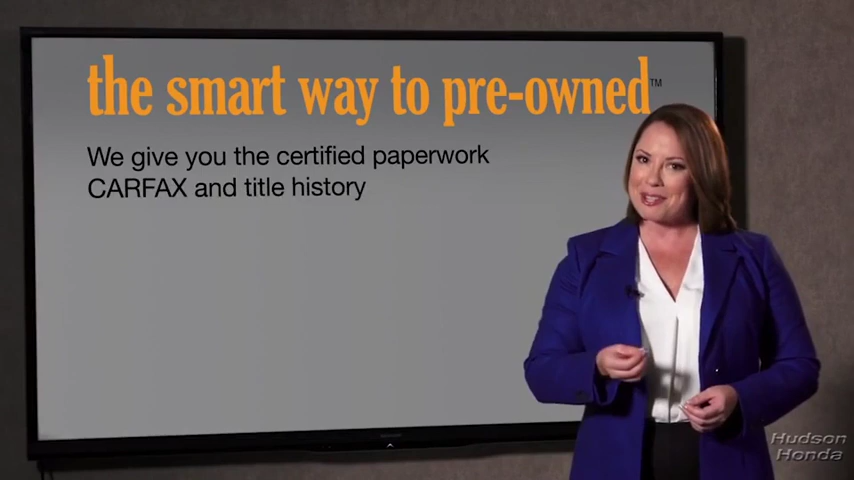 the smart way to pre-owned™
We give you the certified paperwork
CARFAX and title history
Hudson
Honda